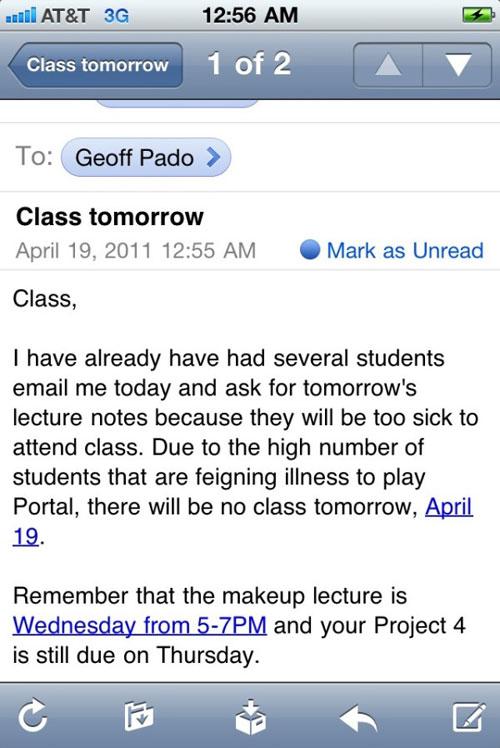 AT&T 3G 12:56 AM
Class tomorrow 1 of 2
To: Geoff Pado
Class tomorrow
April 19, 2011 12:55 AM Mark as Unread
Class,
I have already have had several students
email me today and ask for tomorrow's
lecture notes because they will be too sick to
attend class. Due to the high number of
students that are feigning illness to play
Portal, there will be no class tomorrow, April
19.
Remember that the makeup lecture is
Wednesday from 5-7PM and your Project 4
is still due on Thursday.